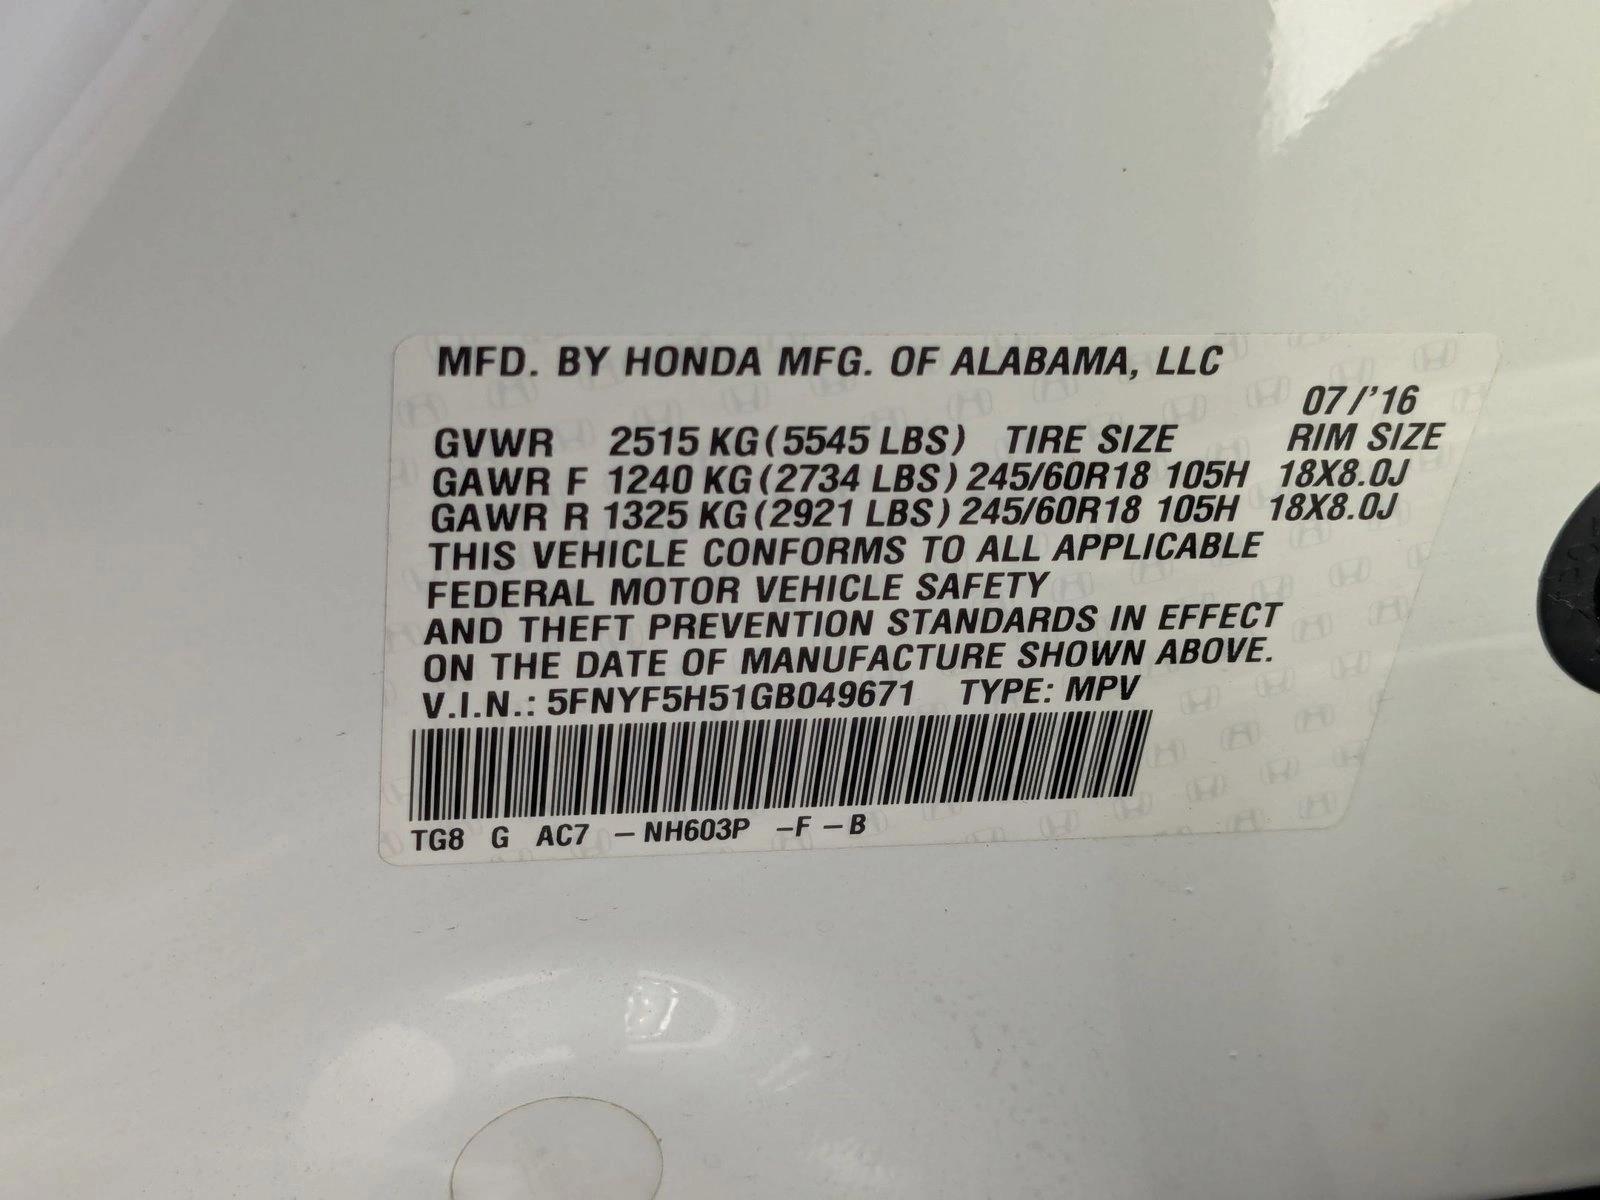 MFD. BY HONDA MFG. OF ALABAMA, LLC
07/'16
GVWR 2515 KG (5545 LBS) TIRE SIZE RIM SIZE
GAWR F 1240 KG (2734 LBS) 245/60R18 105H 18X8.0J
GAWR R 1325 KG (2921 LBS) 245/60R18 105H 18X8.0J
THIS VEHICLE CONFORMS TO ALL APPLICABLE
FEDERAL MOTOR VEHICLE SAFETY
AND THEFT PREVENTION STANDARDS IN EFFECT
ON THE DATE OF MANUFACTURE SHOWN ABOVE.
V.I.N.: 5FNYF5H51GB049671 TYPE: MPV
TG8 G AC7 -NH603P -F -B